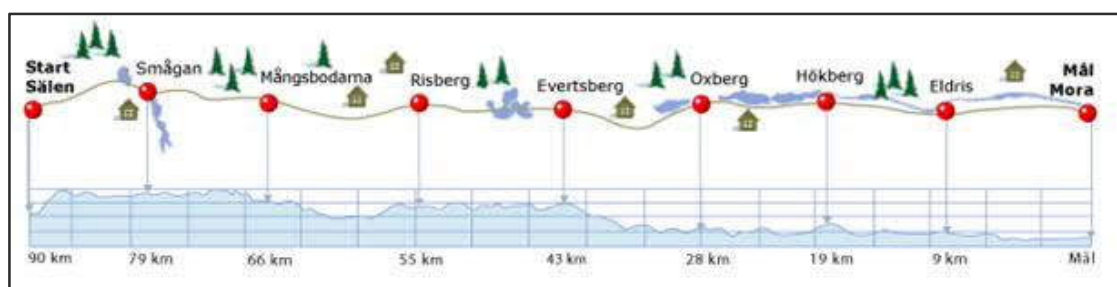 Start
Sälen
Smågan
Mångsbodarna
Risberg
Evertsberg
Oxberg
Hökberg
Eldris
Mål
Mora
90 km
79 km
66 km
55 km
43 km
28 km
19 km
9 km
Mål